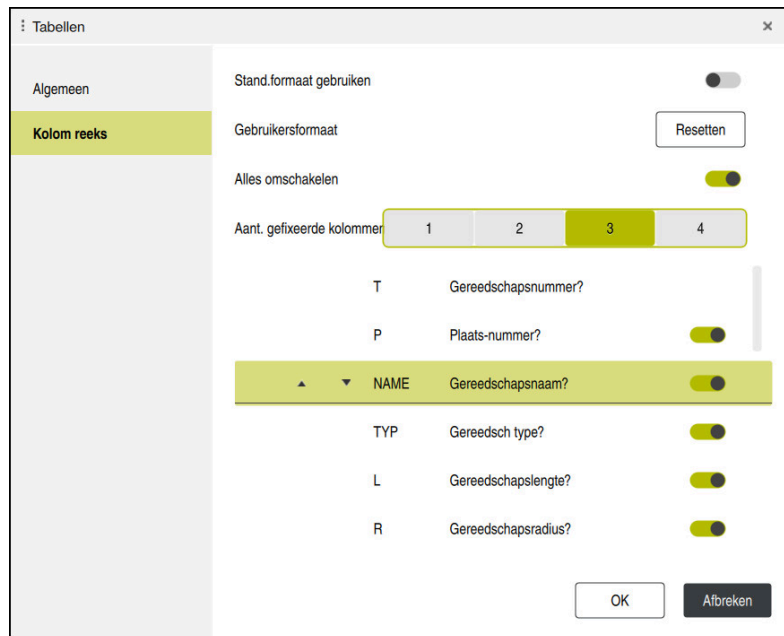 Tabellen
Algemeen
Kolom reeks
Stand.formaat gebruiken
Gebruikersformaat Resetten
Alles omschakelen
Aant. gefixeerde kolommer 1 2 3 4
T Gereedschapsnummer?
P Plaats-nummer?
NAME Gereedschapsnaam?
TYP Gereedsch type?
L Gereedschapslengte?
R Gereedschapsradius?
OK Afbreken